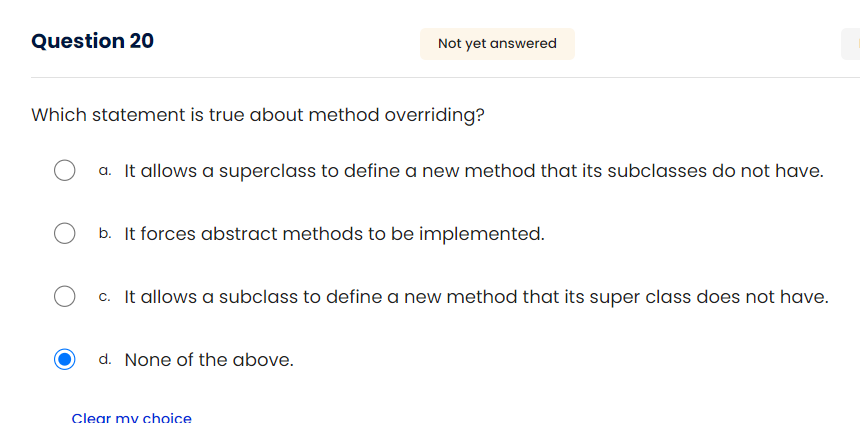 Question 20
Not yet answered
Which statement is true about method overriding?
a. It allows a superclass to define a new method that its subclasses do not have.
b. It forces abstract methods to be implemented.
c. It allows a subclass to define a new method that its super class does not have.
d. None of the above.
Clear my choice